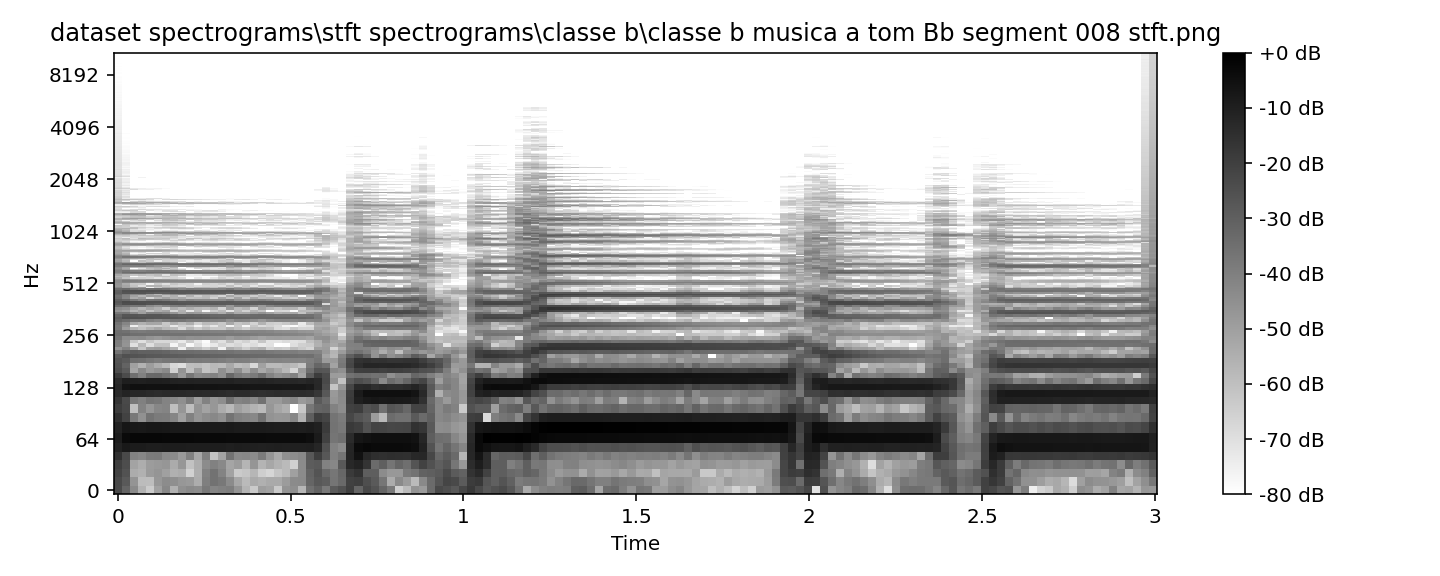 dataset spectrograms\stft spectrograms\classe b\classe b musica a tom Bb segment 008 stft.png
8192
4096
2048
1024
512
256
128
64
0
Hz
0
0.5
1
1.5
2
2.5
3
Time
+0 dB
-10 dB
-20 dB
-30 dB
-40 dB
-50 dB
-60 dB
-70 dB
-80 dB